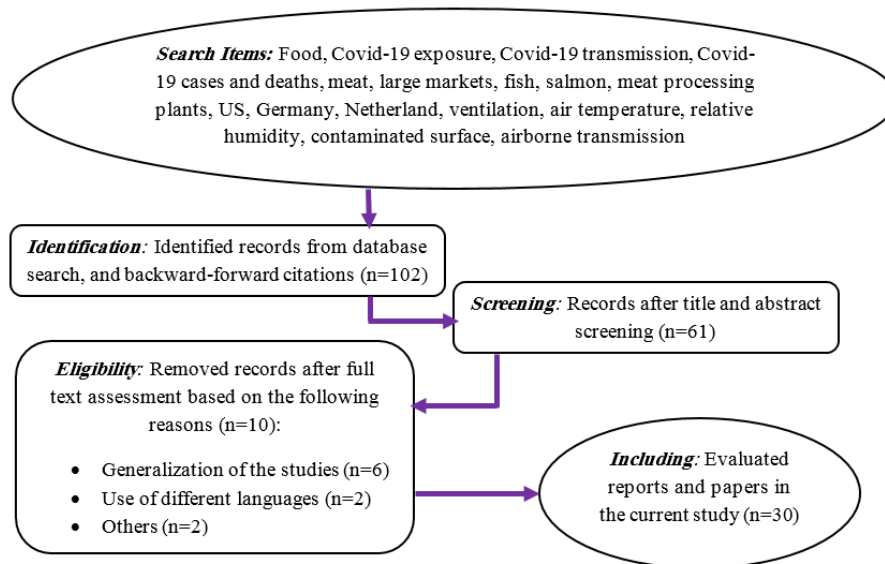 Search Items: Food, Covid-19 exposure, Covid-19 transmission, Covid-
19 cases and deaths, meat, large markets, fish, salmon, meat processing
plants, US, Germany, Netherland, ventilation, air temperature, relative
humidity, contaminated surface, airborne transmission
Identification: Identified records from database
search, and backward-forward citations (n=102)
Screening: Records after title and abstract
screening (n=61)
Eligibility: Removed records after full
text assessment based on the following
reasons (n=10):
• Generalization of the studies (n=6)
• Use of different languages (n=2)
• Others (n=2)
Including: Evaluated
reports and papers in
the current study (n=30)